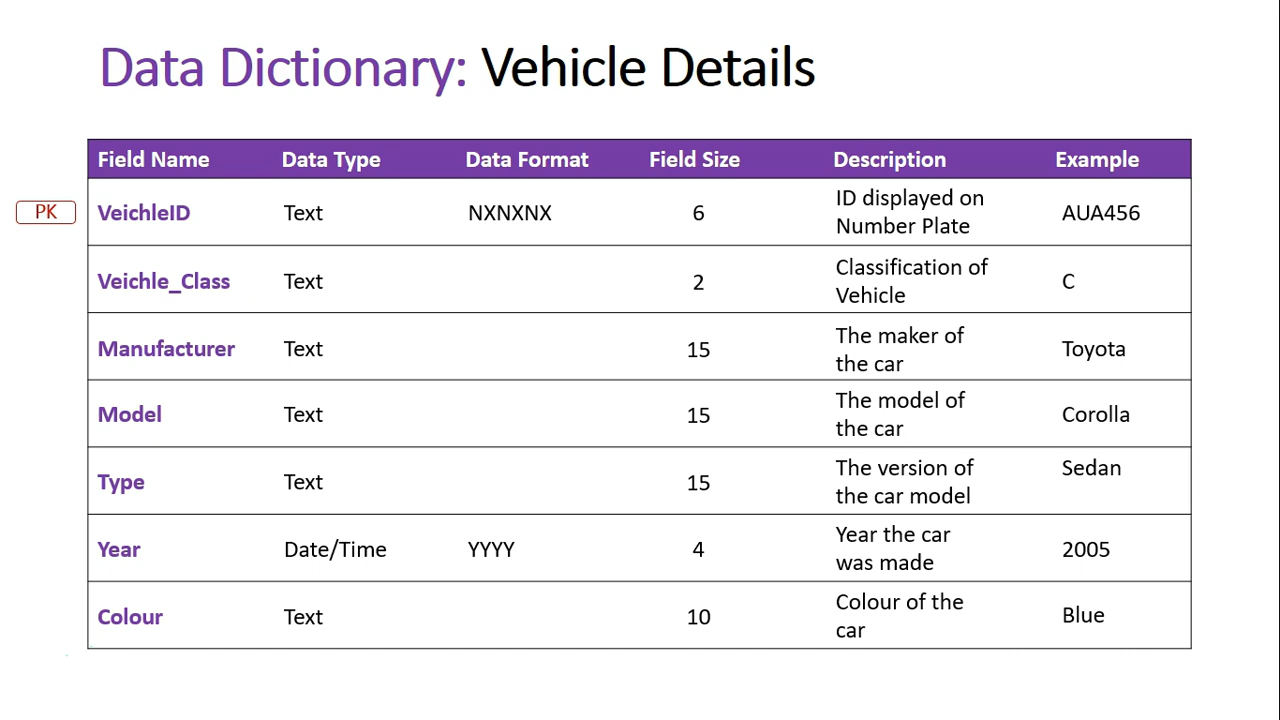 Data Dictionary: Vehicle Details
Field Name Data Type Data Format Field Size Description Example
PK
VeichleID Text NXNXNX 6 ID displayed on AUA456
Number Plate
Veichle_Class Text 2 Classification of C
Vehicle
Manufacturer Text 15 The maker of Toyota
the car
Model Text 15 The model of Corolla
the car
Type Text 15 The version of Sedan
the car model
Year Date/Time YYYY 4 Year the car 2005
was made
Colour Text 10 Colour of the Blue
car